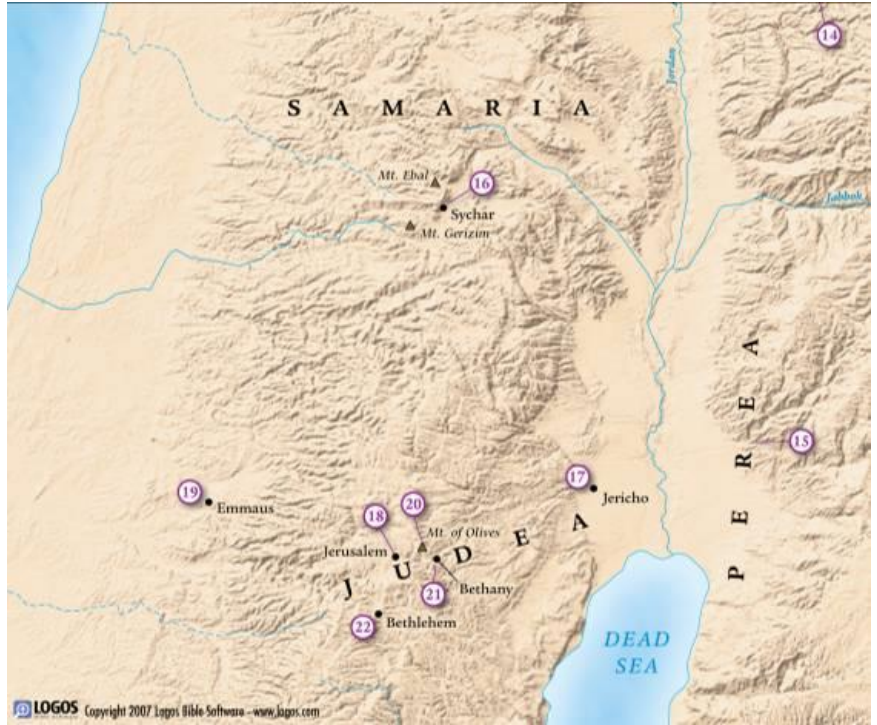 14
Jordan
S A M A R I A
Mt. Ebal
16
Jabbok
Sychar
Mt. Gerizim
P E R E A
15
17
19
Jericho
Emmaus
20
18
Mt. of Olives
J U D E A
Jerusalem
Bethany
21
Bethlehem
22
DEAD
SEA
LOGOS Copyright 2007 Logos Bible Software - www.logos.com